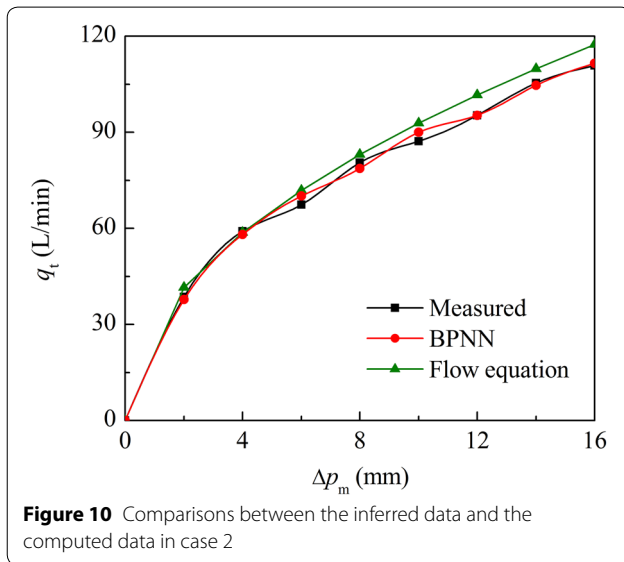 120
90
60
30
0
q_t (L/min)
Measured
BPNN
Flow equation
0 4 8 12 16
Δp_m (mm)
Figure 10 Comparisons between the inferred data and the
computed data in case 2